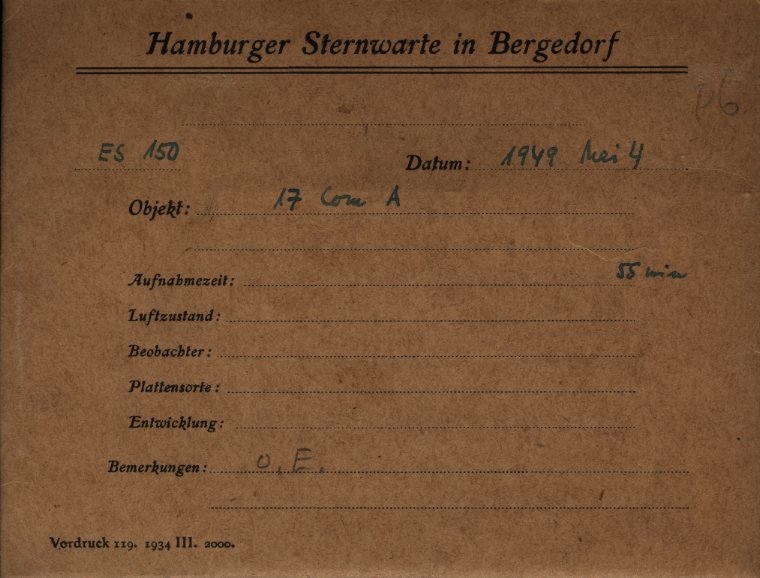 Hamburger Sternwarte in Bergedorf
P6.
ES 150 Datum: 1949 Mai 4
Objekt: 17 Com A
Aufnahmezeit: 55 min
Luftzustand:
Beobachter:
Plattensorte:
Entwicklung:
Bemerkungen: o. E.
Vordruck 119. 1934 III. 2000.